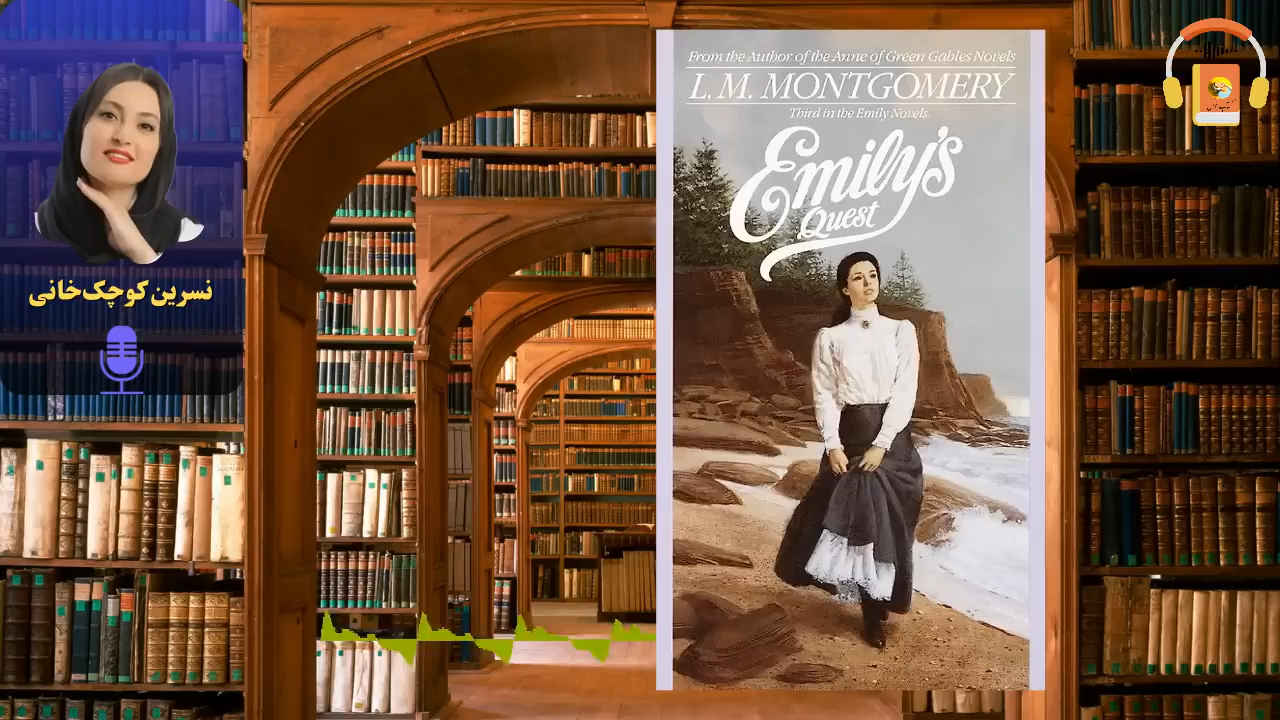 From the Author of the Anne of Green Gables Novels
L. M. MONTGOMERY
Third in the Emily Novels
Emily's
Quest
نسرین کوچک‌خانی